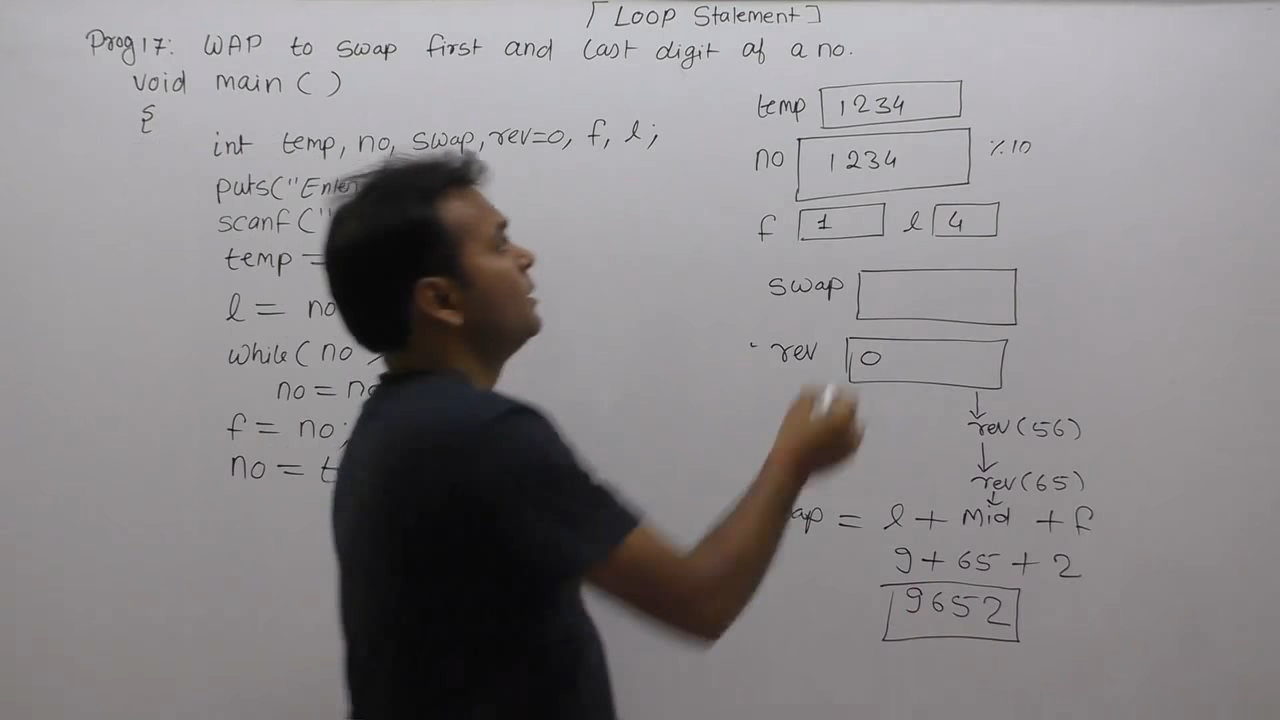 [Loop Statement]
Prog17: WAP to swap first and last digit of a no.
void main ( )
{
int temp, no, swap, rev=0, f, l;
puts("Enter
scanf ("
temp =
l = no
while( no
no = no
f = no;
no = t
temp 1234
no 1234 %10
f 1 l 4
swap
rev 0
rev(56)
rev(65)
ap = l + Mid + f
9 + 65 + 2
9652